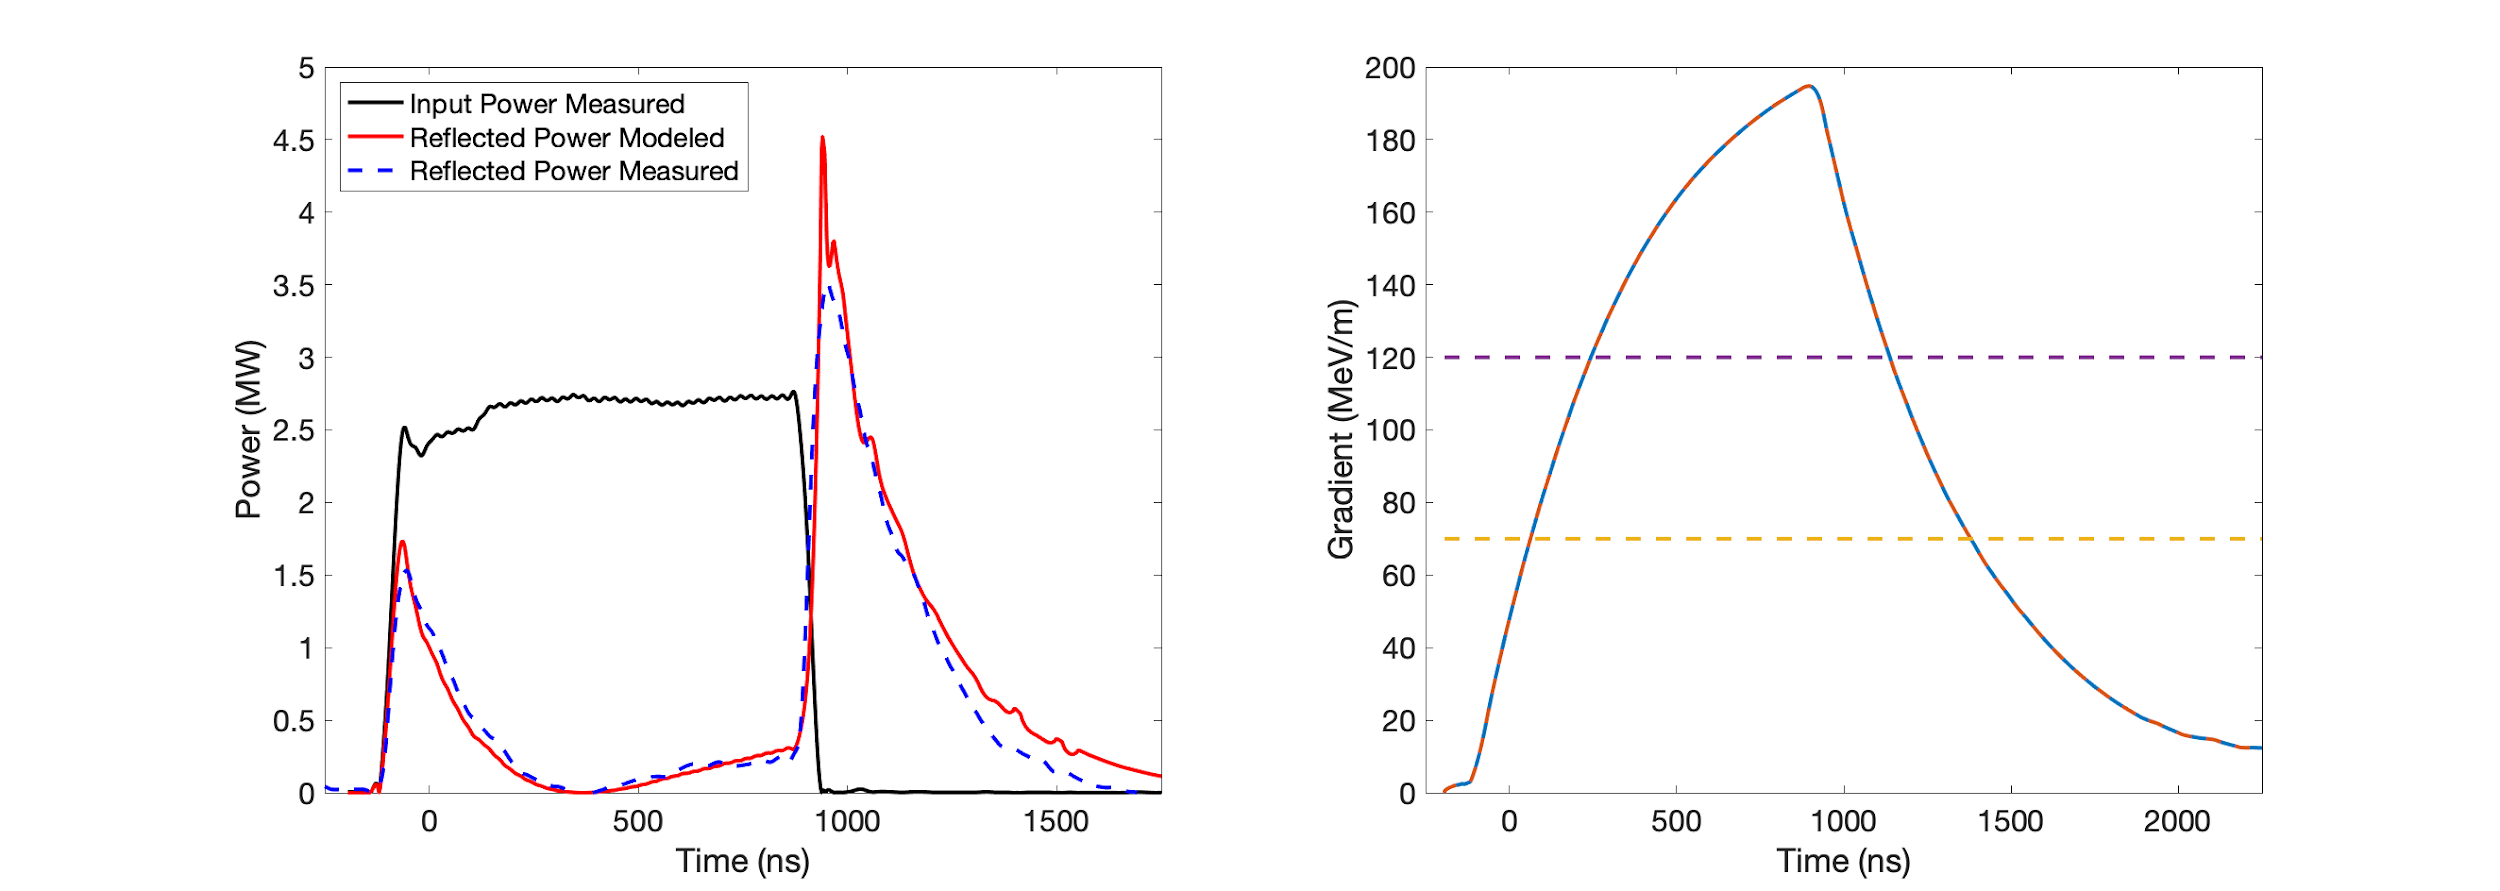 5
4.5
4
3.5
3
2.5
2
1.5
1
0.5
0
Power (MW)
Input Power Measured
Reflected Power Modeled
Reflected Power Measured
0 500 1000 1500
Time (ns)
200
180
160
140
120
100
80
60
40
20
0
Gradient (MeV/m)
0 500 1000 1500 2000
Time (ns)